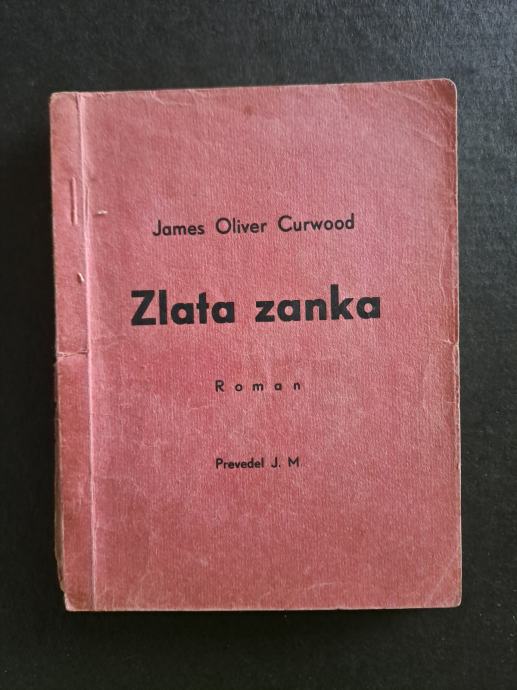 James Oliver Curwood
Zlata zanka
Roman
Prevedel J. M